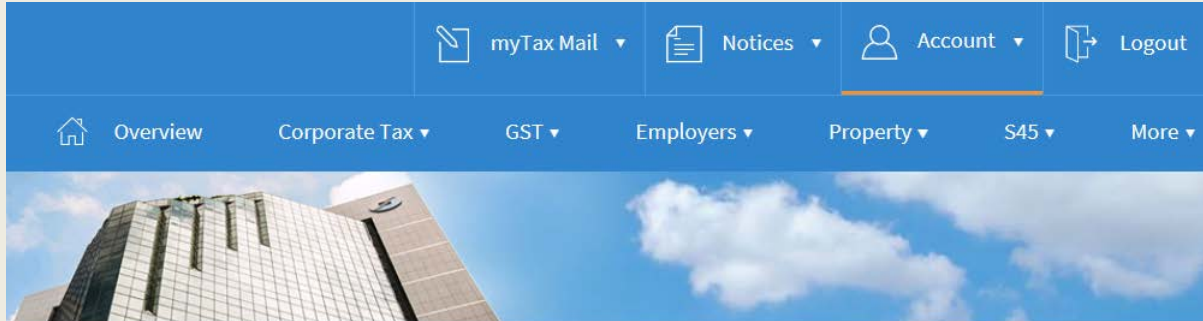 myTax Mail ▾ Notices ▾ Account ▾ Logout
Overview Corporate Tax ▾ GST ▾ Employers ▾ Property ▾ S45 ▾ More ▾